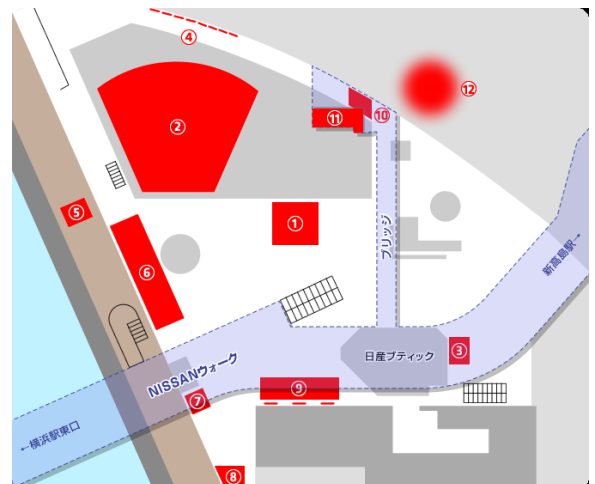 ④
⑫
⑩
⑪
②
⑤
①
ブリッジ
⑥
新高島駅→
③
日産ブティック
NISSANウォーク
⑨
⑦
←横浜駅東口
⑧